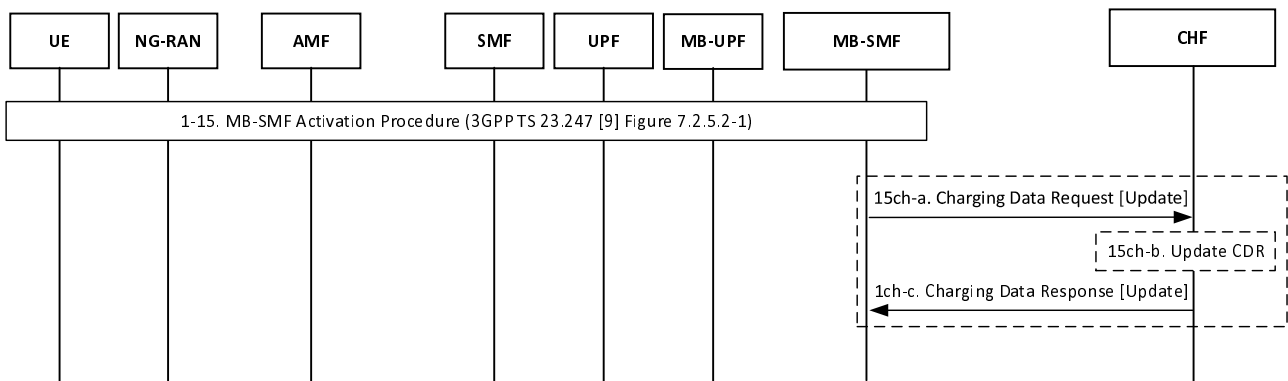 UE
NG-RAN
AMF
SMF
UPF
MB-UPF
MB-SMF
CHF
1-15. MB-SMF Activation Procedure (3GPP TS 23.247 [9] Figure 7.2.5.2-1)
15ch-a. Charging Data Request [Update]
15ch-b. Update CDR
1ch-c. Charging Data Response [Update]